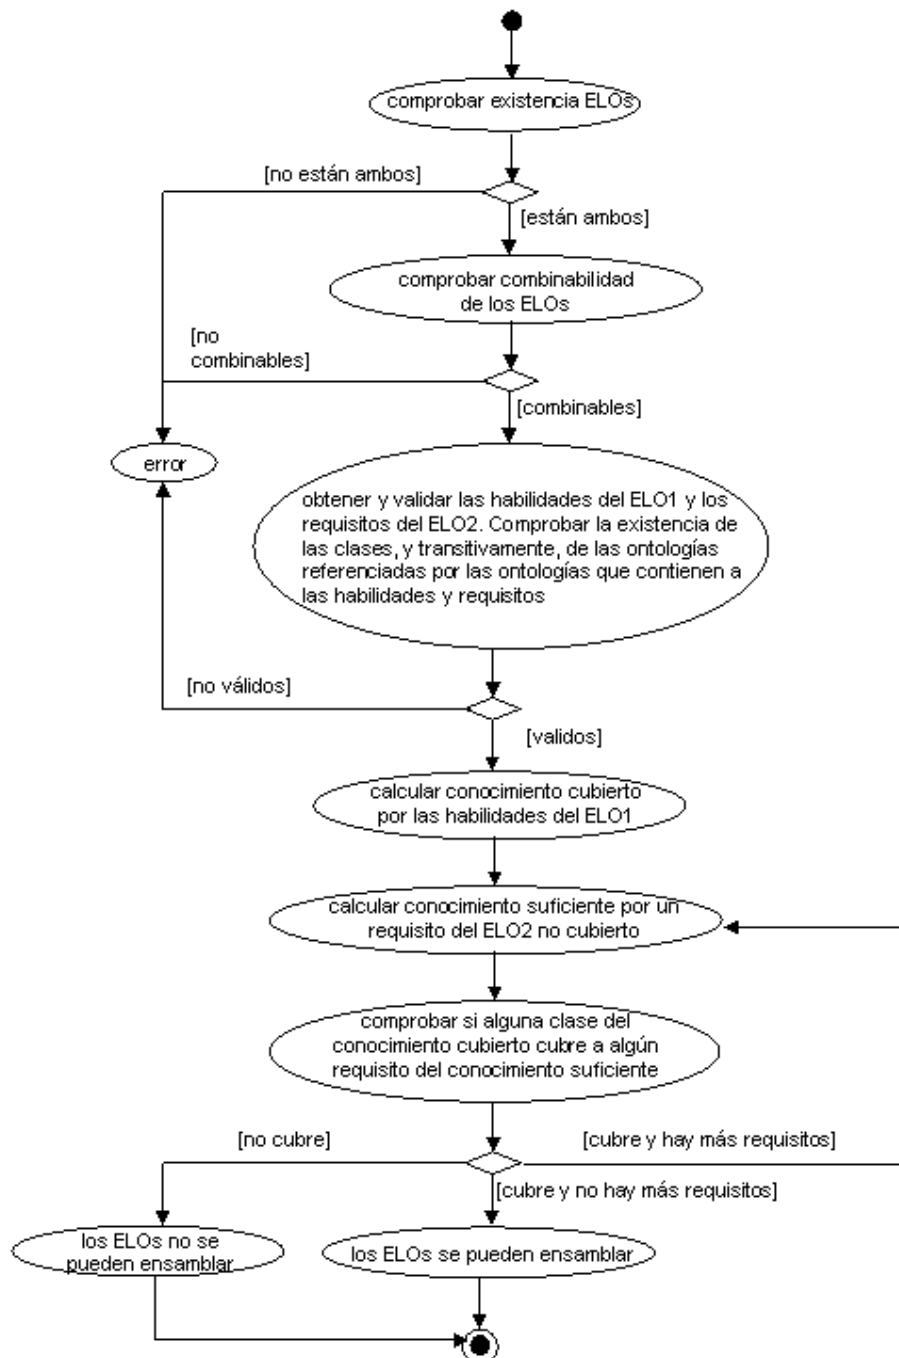 comprobar existencia ELOs
[no están ambos]
[están ambos]
comprobar combinabilidad
de los ELOs
[no
combinables]
[combinables]
error
obtener y validar las habilidades del ELO1 y los
requisitos del ELO2. Comprobar la existencia de
las clases, y transitivamente, de las ontologías
referenciadas por las ontologías que contienen a
las habilidades y requisitos
[no válidos]
[validos]
calcular conocimiento cubierto
por las habilidades del ELO1
calcular conocimiento suficiente por un
requisito del ELO2 no cubierto
comprobar si alguna clase del
conocimiento cubierto cubre a algún
requisito del conocimiento suficiente
[no cubre]
[cubre y hay más requisitos]
[cubre y no hay más requisitos]
los ELOs no se
pueden ensamblar
los ELOs se pueden ensamblar